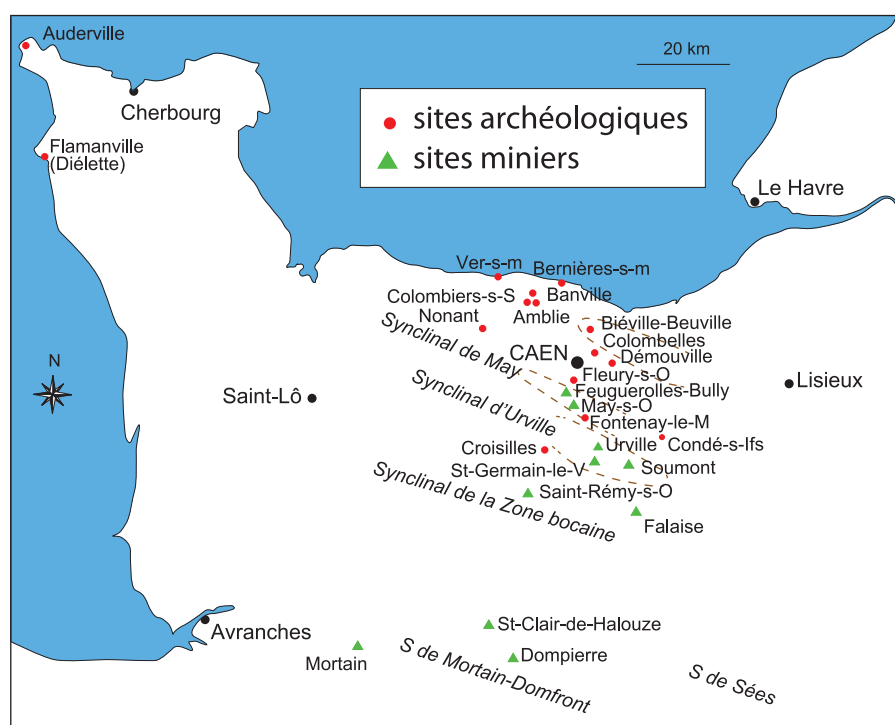 Auderville
20 km
Cherbourg
sites archéologiques
sites miniers
Flamanville
(Diélette)
Le Havre
Ver-s-m
Bernières-s-m
Colombiers-s-S
Banville
Nonant
Amblie
Biéville-Beuville
Colombelles
Synclinal de May
CAEN
Démouville
N
Fleury-s-O
Lisieux
Saint-Lô
Feuguerolles-Bully
May-s-O
Synclinal d'Urville
Fontenay-le-M
Croisilles
Urville
Condé-s-Ifs
St-Germain-le-V
Soumont
Synclinal de la Zone bocaine
Saint-Rémy-s-O
Falaise
St-Clair-de-Halouze
Avranches
Mortain
Dompierre
S de Mortain-Domfront
S de Sées